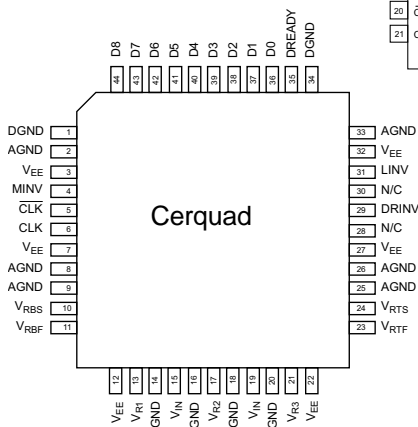 20
21
D8 D7 D6 D5 D4 D3 D2 D1 D0 DREADY DGND
44 43 42 41 40 39 38 37 36 35 34
DGND 1
AGND 2
VEE 3
MINV 4
CLK 5
CLK 6
VEE 7
AGND 8
AGND 9
VRBS 10
VRBF 11
Cerquad
33 AGND
32 VEE
31 LINV
30 N/C
29 DRINV
28 N/C
27 VEE
26 AGND
25 AGND
24 VRTS
23 VRTF
12 13 14 15 16 17 18 19 20 21 22
VEE VR1 GND VIN GND VR2 GND VIN GND VR3 VEE